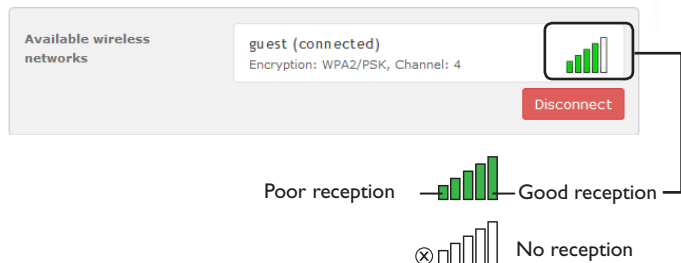 Available wireless
networks
guest (connected)
Encryption: WPA2/PSK, Channel: 4
Disconnect
Poor reception
Good reception
No reception